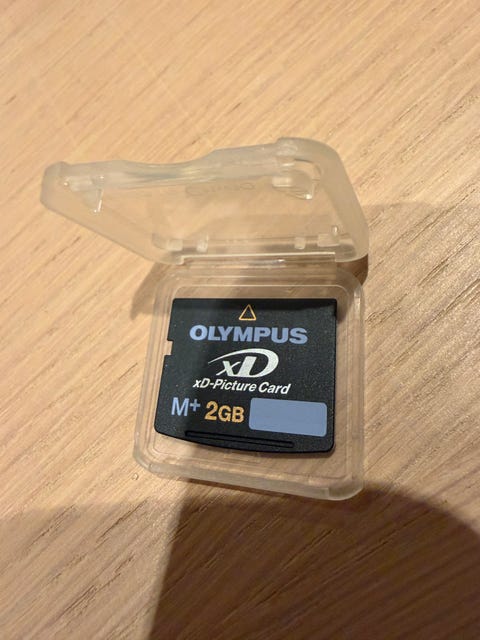 OLYMPUS
xD
xD-Picture Card
M+ 2GB